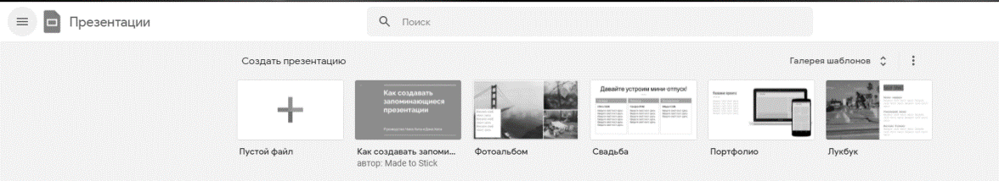 Презентации
Поиск
Создать презентацию
Галерея шаблонов
Как создавать
запоминающиеся
презентации
Давайте устроим мини-отпуск!
Пустой файл
Как создавать запоми...
автор: Made to Stick
Фотоальбом
Свадьба
Портфолио
Лукбук